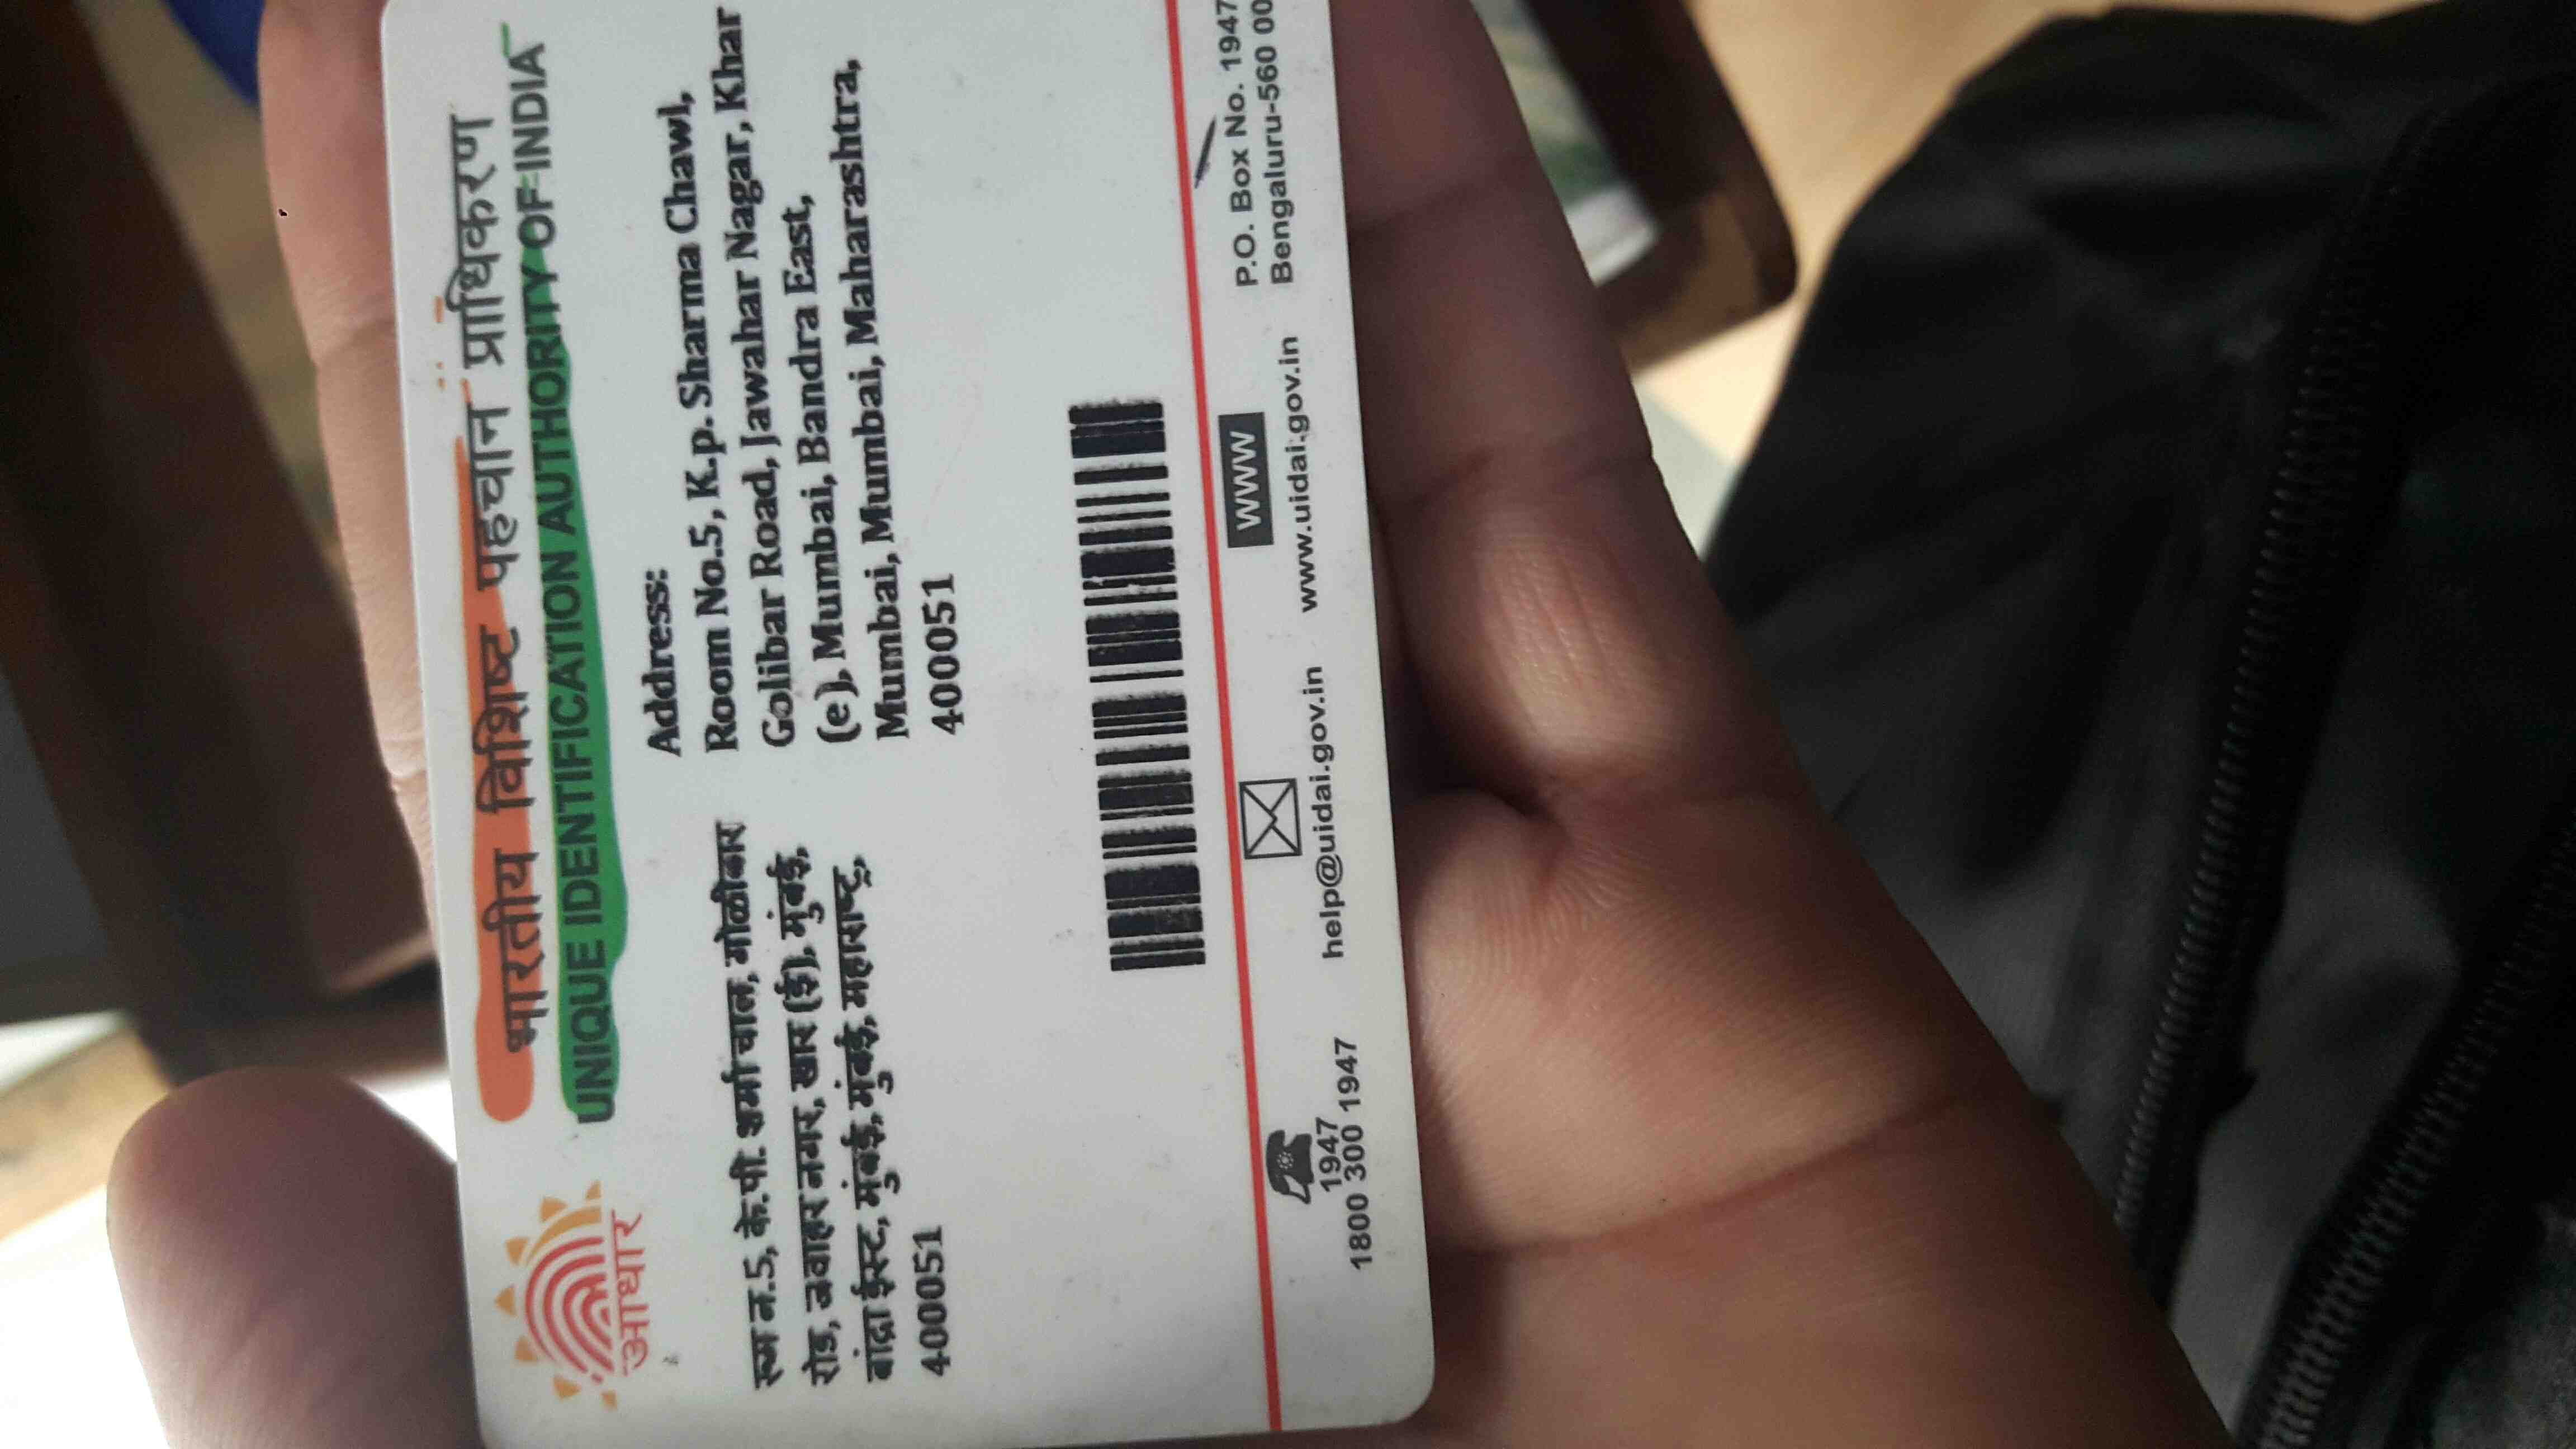 भारतीय विशिष्ट पहचान प्राधिकरण
UNIQUE IDENTIFICATION AUTHORITY OF INDIA
आधार
रूम न.5, के.पी. शर्मा चाल, गोळीबार
रोड, जवाहर नगर, खार (ई), मुंबई,
बांद्रा ईस्ट, मुंबई, मुंबई, महाराष्ट्र,
400051
Address:
Room No.5, K.p. Sharma Chawl,
Golibar Road, Jawahar Nagar, Khar
(e), Mumbai, Bandra East,
Mumbai, Mumbai, Maharashtra,
400051
1947
1800 300 1947
help@uidai.gov.in
WWW
www.uidai.gov.in
P.O. Box No. 1947
Bengaluru-560 00